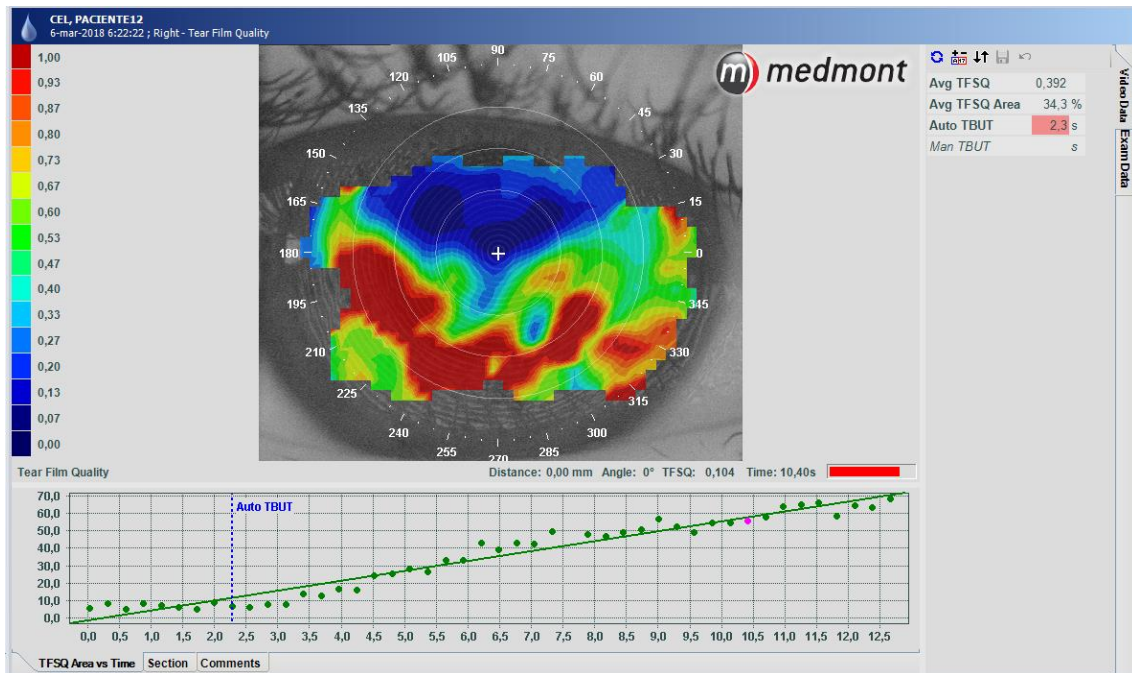 CEL, PACIENTE12
6-mar-2018 6:22:22 ; Right - Tear Film Quality
1,00
0,93
0,87
0,80
0,73
0,67
0,60
0,53
0,47
0,40
0,33
0,27
0,20
0,13
0,07
0,00
90
105 75
120 60
135 45
150 30
165 15
180 0
195 345
210 330
225 315
240 300
255 285
270
m medmont
Avg TFSQ 0,392
Avg TFSQ Area 34,3 %
Auto TBUT 2,3 s
Man TBUT s
Video Data
Exam Data
Tear Film Quality Distance: 0,00 mm Angle: 0° TFSQ: 0,104 Time: 10,40s
70,0
60,0
50,0
40,0
30,0
20,0
10,0
0,0
Auto TBUT
0,0 0,5 1,0 1,5 2,0 2,5 3,0 3,5 4,0 4,5 5,0 5,5 6,0 6,5 7,0 7,5 8,0 8,5 9,0 9,5 10,0 10,5 11,0 11,5 12,0 12,5
TFSQ Area vs Time Section Comments